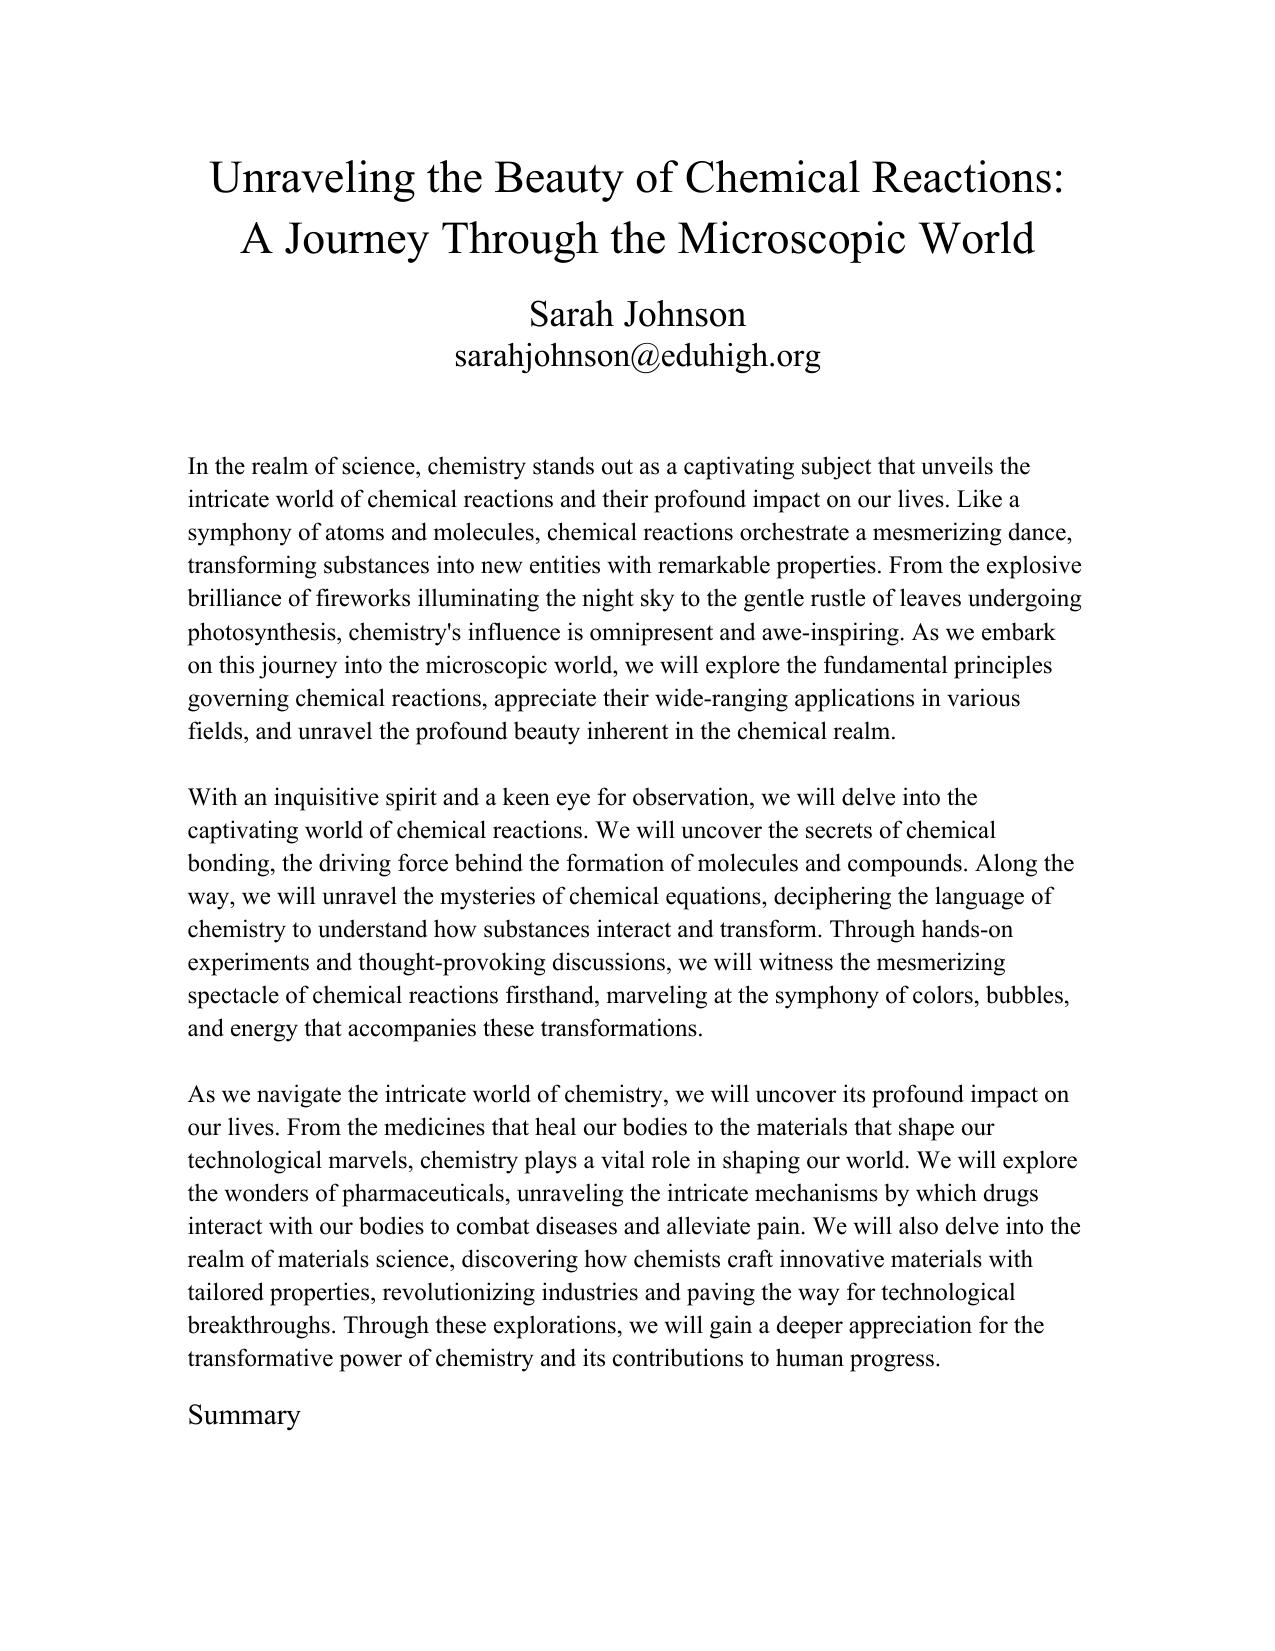 Unraveling the Beauty of Chemical Reactions:
A Journey Through the Microscopic World
Sarah Johnson
sarahjohnson@eduhigh.org
In the realm of science, chemistry stands out as a captivating subject that unveils the
intricate world of chemical reactions and their profound impact on our lives. Like a
symphony of atoms and molecules, chemical reactions orchestrate a mesmerizing dance,
transforming substances into new entities with remarkable properties. From the explosive
brilliance of fireworks illuminating the night sky to the gentle rustle of leaves undergoing
photosynthesis, chemistry's influence is omnipresent and awe-inspiring. As we embark
on this journey into the microscopic world, we will explore the fundamental principles
governing chemical reactions, appreciate their wide-ranging applications in various
fields, and unravel the profound beauty inherent in the chemical realm.
With an inquisitive spirit and a keen eye for observation, we will delve into the
captivating world of chemical reactions. We will uncover the secrets of chemical
bonding, the driving force behind the formation of molecules and compounds. Along the
way, we will unravel the mysteries of chemical equations, deciphering the language of
chemistry to understand how substances interact and transform. Through hands-on
experiments and thought-provoking discussions, we will witness the mesmerizing
spectacle of chemical reactions firsthand, marveling at the symphony of colors, bubbles,
and energy that accompanies these transformations.
As we navigate the intricate world of chemistry, we will uncover its profound impact on
our lives. From the medicines that heal our bodies to the materials that shape our
technological marvels, chemistry plays a vital role in shaping our world. We will explore
the wonders of pharmaceuticals, unraveling the intricate mechanisms by which drugs
interact with our bodies to combat diseases and alleviate pain. We will also delve into the
realm of materials science, discovering how chemists craft innovative materials with
tailored properties, revolutionizing industries and paving the way for technological
breakthroughs. Through these explorations, we will gain a deeper appreciation for the
transformative power of chemistry and its contributions to human progress.
Summary